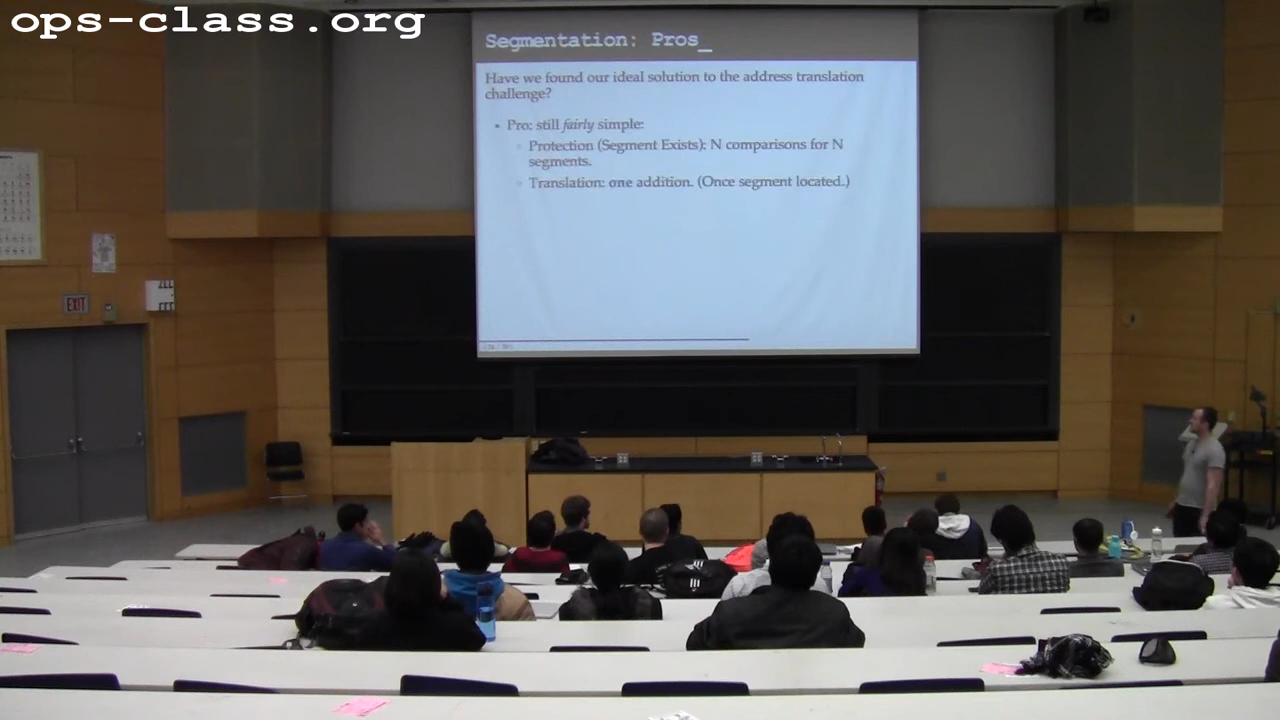 ops-class.org
Segmentation: Pros_
Have we found our ideal solution to the address translation
challenge?
Pro: still fairly simple:
Protection (Segment Exists): N comparisons for N
segments.
Translation: one addition. (Once segment located.)
EXIT